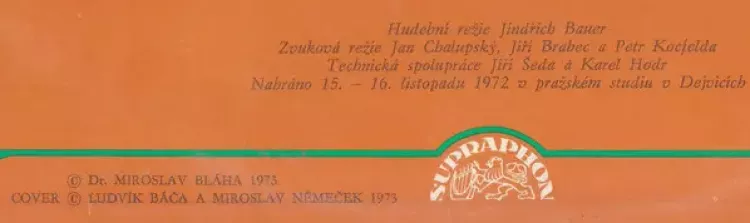 Hudební režie Jindřich Bauer
Zvuková režie Jan Chalupský, Jiří Brabec a Petr Kocfelda
Technická spolupráce Jiří Šeda a Karel Hodr
Nahráno 15. – 16. listopadu 1972 v pražském studiu v Dejvicích
SUPRAPHON
© Dr. MIROSLAV BLÁHA 1973
COVER © LUDVÍK BÁČA A MIROSLAV NĚMEČEK 1973